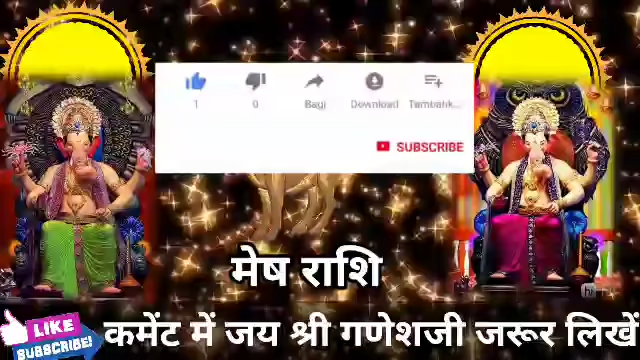 1
0
Bagi
Download
Tambahk...
SUBSCRIBE
मेष राशि
LIKE
SUBSCRIBE!
कमेंट में जय श्री गणेशजी जरूर लिखें